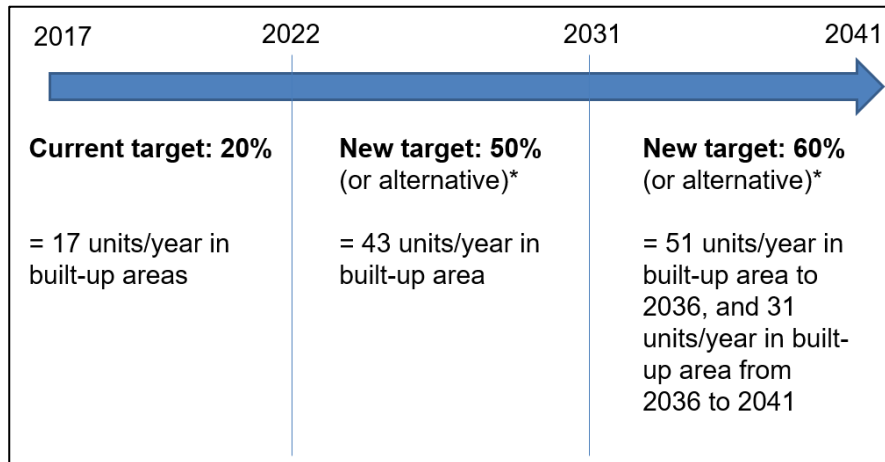 2017
2022
2031
2041
Current target: 20%
= 17 units/year in
built-up areas
New target: 50%
(or alternative)*
= 43 units/year in
built-up area
New target: 60%
(or alternative)*
= 51 units/year in
built-up area to
2036, and 31
units/year in built-
up area from
2036 to 2041